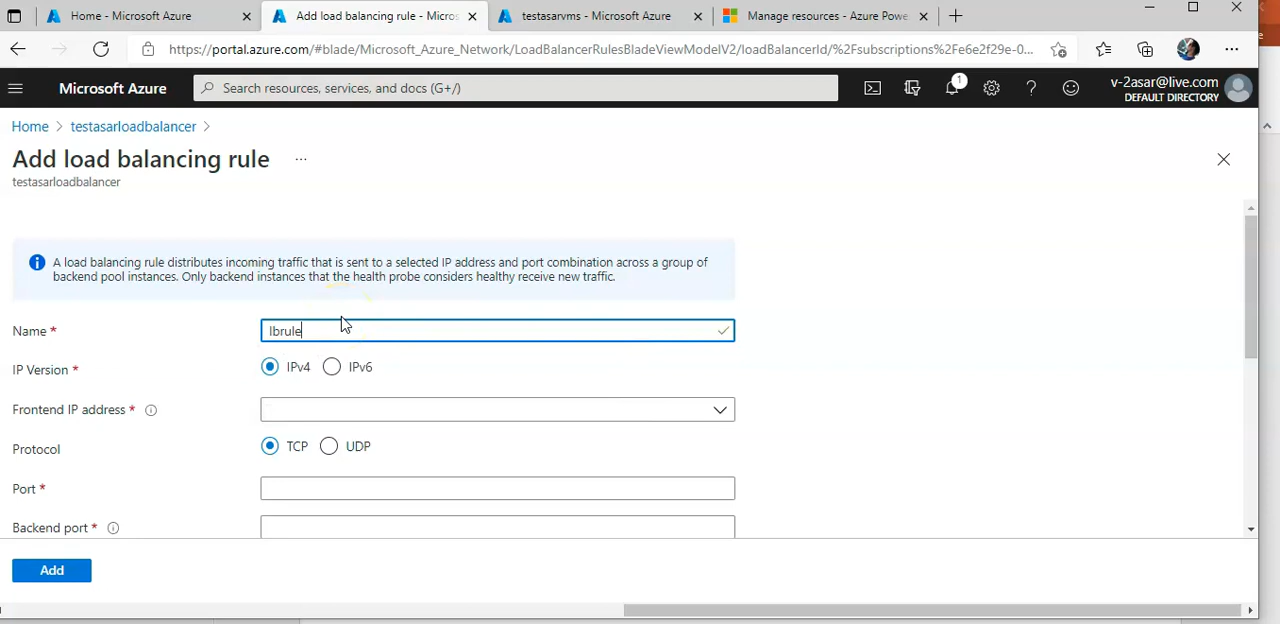 Home - Microsoft Azure
Add load balancing rule - Micros
testasarvms - Microsoft Azure
Manage resources - Azure Powe
https://portal.azure.com/#blade/Microsoft_Azure_Network/LoadBalancerRulesBladeViewModelV2/loadBalancerId/%2Fsubscriptions%2Fe6e2f29e-0...
Microsoft Azure
Search resources, services, and docs (G+/)
1
v-2asar@live.com
DEFAULT DIRECTORY
Home > testasarloadbalancer >
Add load balancing rule ...
testasarloadbalancer
A load balancing rule distributes incoming traffic that is sent to a selected IP address and port combination across a group of
backend pool instances. Only backend instances that the health probe considers healthy receive new traffic.
Name * lbrule
IP Version * IPv4 IPv6
Frontend IP address *
Protocol TCP UDP
Port *
Backend port *
Add